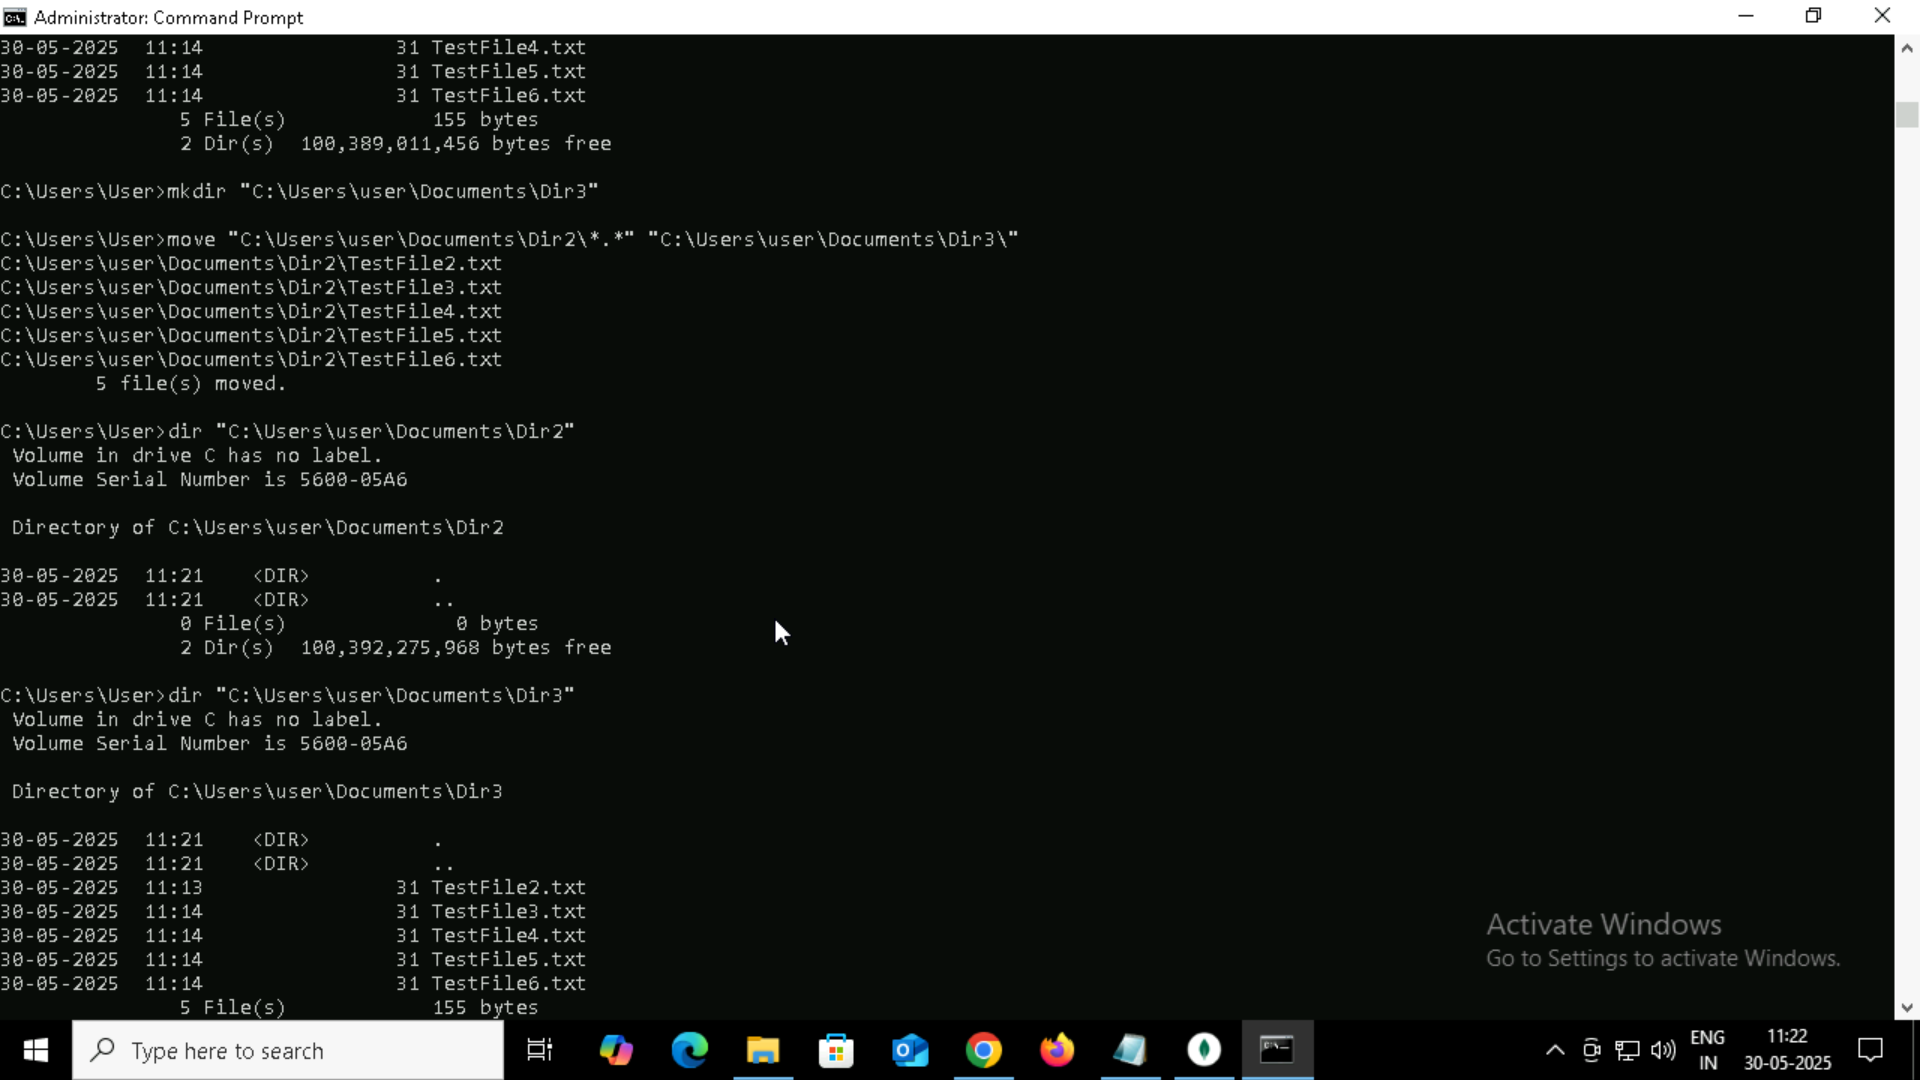 Administrator: Command Prompt
30-05-2025  11:14                31 TestFile4.txt
30-05-2025  11:14                31 TestFile5.txt
30-05-2025  11:14                31 TestFile6.txt
               5 File(s)            155 bytes
               2 Dir(s)  100,389,011,456 bytes free
C:\Users\User>mkdir "C:\Users\user\Documents\Dir3"
C:\Users\User>move "C:\Users\user\Documents\Dir2\*.*" "C:\Users\user\Documents\Dir3\"
C:\Users\user\Documents\Dir2\TestFile2.txt
C:\Users\user\Documents\Dir2\TestFile3.txt
C:\Users\user\Documents\Dir2\TestFile4.txt
C:\Users\user\Documents\Dir2\TestFile5.txt
C:\Users\user\Documents\Dir2\TestFile6.txt
        5 file(s) moved.
C:\Users\User>dir "C:\Users\user\Documents\Dir2"
 Volume in drive C has no label.
 Volume Serial Number is 5600-05A6
 Directory of C:\Users\user\Documents\Dir2
30-05-2025  11:21    <DIR>          .
30-05-2025  11:21    <DIR>          ..
               0 File(s)              0 bytes
               2 Dir(s)  100,392,275,968 bytes free
C:\Users\User>dir "C:\Users\user\Documents\Dir3"
 Volume in drive C has no label.
 Volume Serial Number is 5600-05A6
 Directory of C:\Users\user\Documents\Dir3
30-05-2025  11:21    <DIR>          .
30-05-2025  11:21    <DIR>          ..
30-05-2025  11:13                31 TestFile2.txt
30-05-2025  11:14                31 TestFile3.txt
30-05-2025  11:14                31 TestFile4.txt
30-05-2025  11:14                31 TestFile5.txt
30-05-2025  11:14                31 TestFile6.txt
               5 File(s)            155 bytes
Activate Windows
Go to Settings to activate Windows.
Type here to search
ENG
IN
11:22
30-05-2025